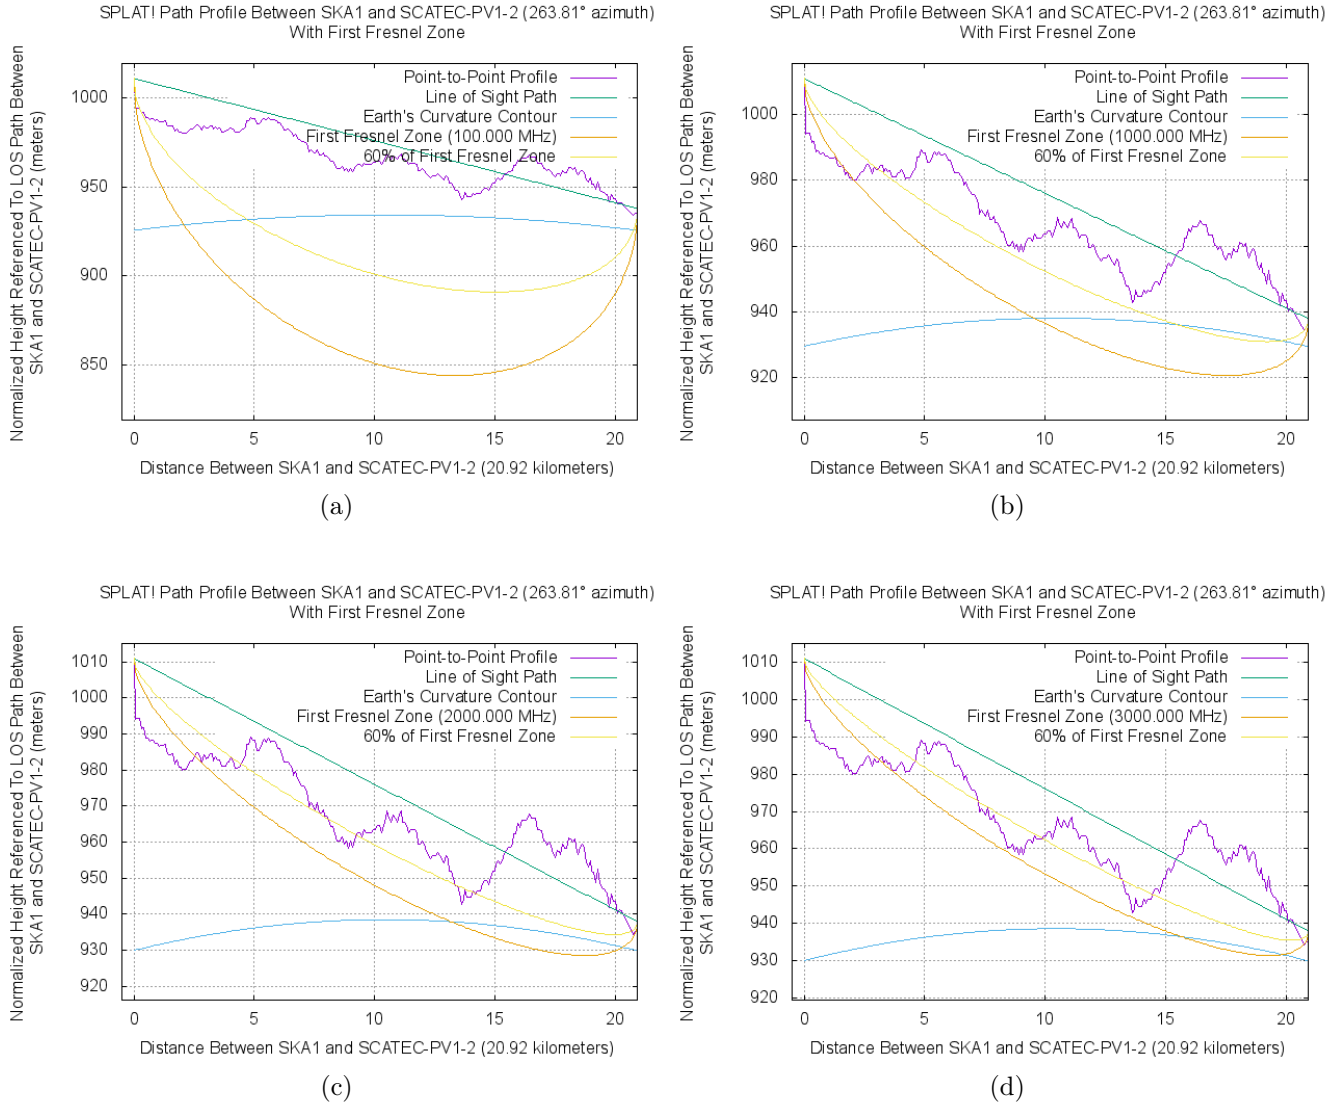 SPLAT! Path Profile Between SKA1 and SCATEC-PV1-2 (263.81° azimuth)
With First Fresnel Zone
Normalized Height Referenced To LOS Path Between
SKA1 and SCATEC-PV1-2 (meters)
Point-to-Point Profile
Line of Sight Path
Earth's Curvature Contour
First Fresnel Zone (100.000 MHz)
60% of First Fresnel Zone
1000
950
900
850
0 5 10 15 20
Distance Between SKA1 and SCATEC-PV1-2 (20.92 kilometers)
(a)
SPLAT! Path Profile Between SKA1 and SCATEC-PV1-2 (263.81° azimuth)
With First Fresnel Zone
Normalized Height Referenced To LOS Path Between
SKA1 and SCATEC-PV1-2 (meters)
Point-to-Point Profile
Line of Sight Path
Earth's Curvature Contour
First Fresnel Zone (1000.000 MHz)
60% of First Fresnel Zone
1000
980
960
940
920
0 5 10 15 20
Distance Between SKA1 and SCATEC-PV1-2 (20.92 kilometers)
(b)
SPLAT! Path Profile Between SKA1 and SCATEC-PV1-2 (263.81° azimuth)
With First Fresnel Zone
Normalized Height Referenced To LOS Path Between
SKA1 and SCATEC-PV1-2 (meters)
Point-to-Point Profile
Line of Sight Path
Earth's Curvature Contour
First Fresnel Zone (2000.000 MHz)
60% of First Fresnel Zone
1010
1000
990
980
970
960
950
940
930
920
0 5 10 15 20
Distance Between SKA1 and SCATEC-PV1-2 (20.92 kilometers)
(c)
SPLAT! Path Profile Between SKA1 and SCATEC-PV1-2 (263.81° azimuth)
With First Fresnel Zone
Normalized Height Referenced To LOS Path Between
SKA1 and SCATEC-PV1-2 (meters)
Point-to-Point Profile
Line of Sight Path
Earth's Curvature Contour
First Fresnel Zone (3000.000 MHz)
60% of First Fresnel Zone
1010
1000
990
980
970
960
950
940
930
920
0 5 10 15 20
Distance Between SKA1 and SCATEC-PV1-2 (20.92 kilometers)
(d)